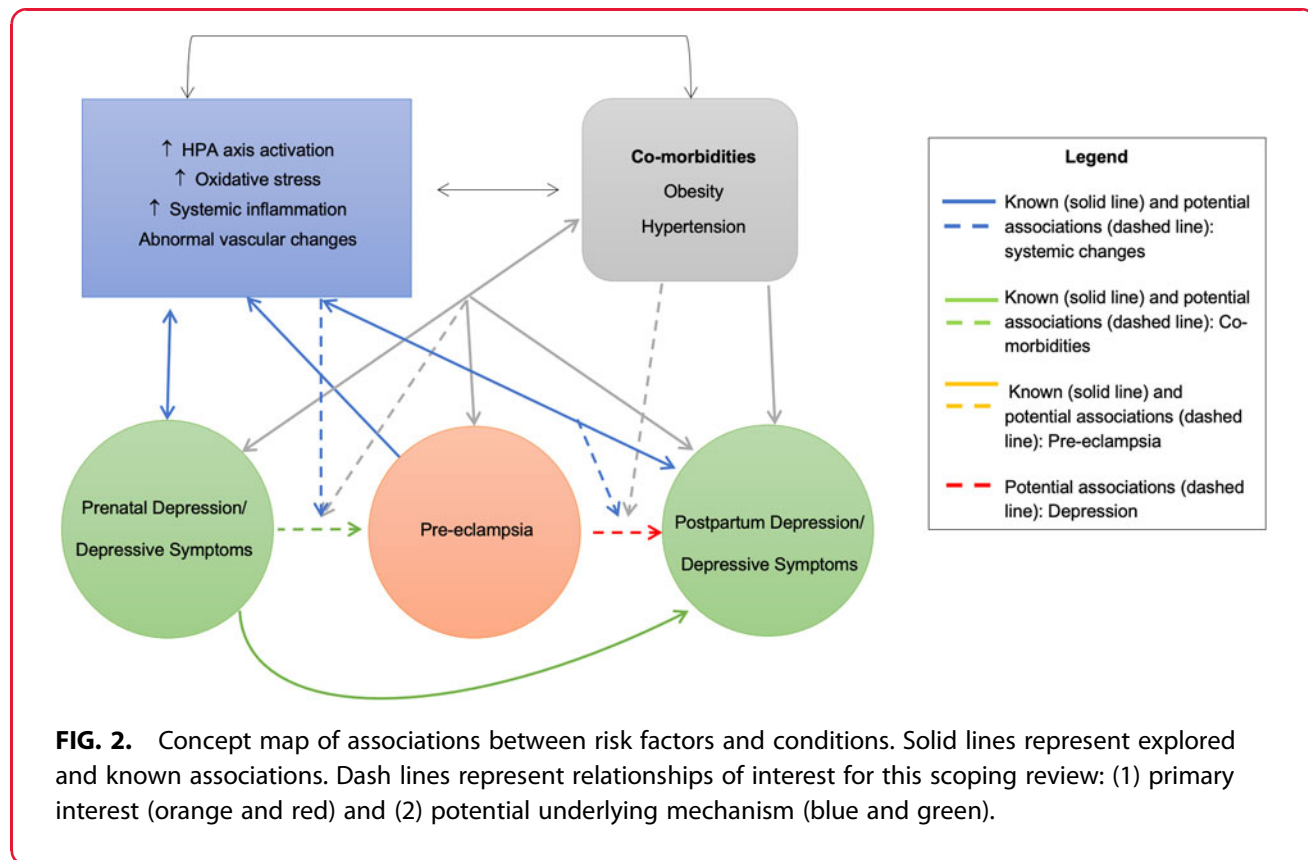 ↑ HPA axis activation
↑ Oxidative stress
↑ Systemic inflammation
Abnormal vascular changes
Co-morbidities
Obesity
Hypertension
Prenatal Depression/
Depressive Symptoms
Pre-eclampsia
Postpartum Depression/
Depressive Symptoms
Legend
Known (solid line) and potential
associations (dashed line):
systemic changes
Known (solid line) and potential
associations (dashed line): Co-
morbidities
Known (solid line) and
potential associations (dashed
line): Pre-eclampsia
Potential associations (dashed
line): Depression
FIG. 2. Concept map of associations between risk factors and conditions. Solid lines represent explored
and known associations. Dash lines represent relationships of interest for this scoping review: (1) primary
interest (orange and red) and (2) potential underlying mechanism (blue and green).